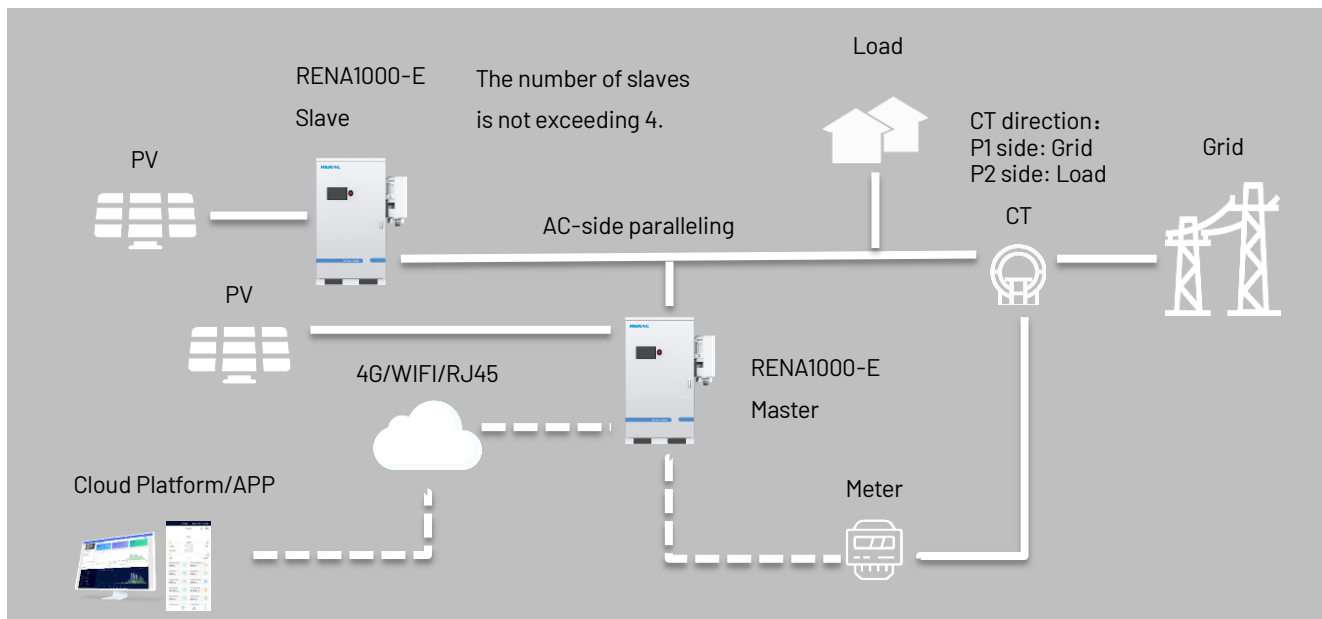 Load
RENA1000-E
Slave
The number of slaves
is not exceeding 4.
CT direction：
P1 side: Grid
P2 side: Load
Grid
PV
CT
AC-side paralleling
PV
4G/WIFI/RJ45
RENA1000-E
Master
Cloud Platform/APP
Meter